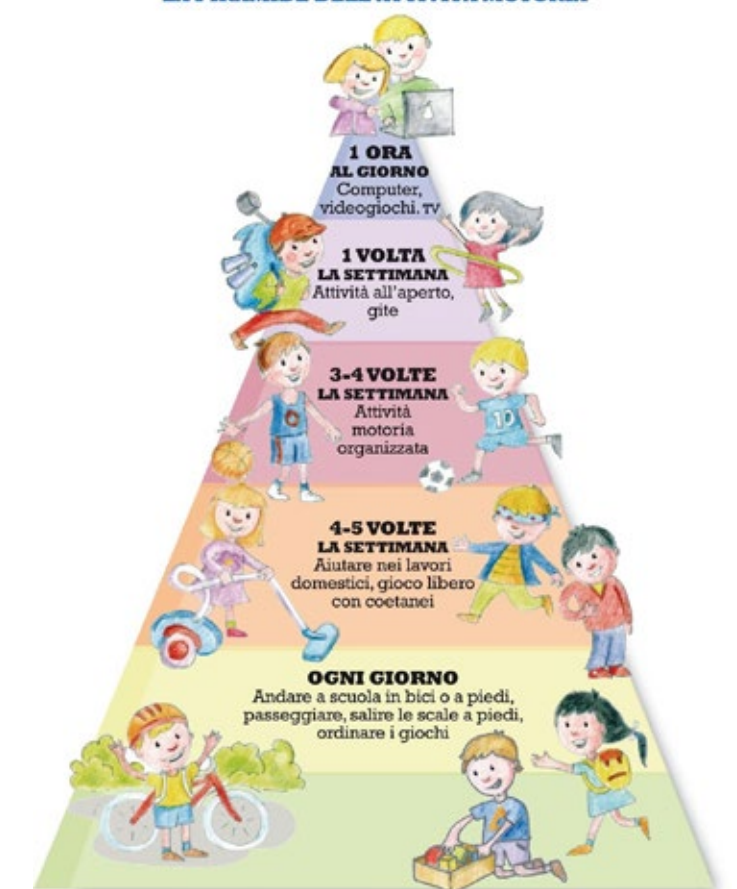 1 ORA
AL GIORNO
Computer,
videogiochi. TV
1 VOLTA
LA SETTIMANA
Attività all'aperto,
gite
3-4 VOLTE
LA SETTIMANA
Attività
motoria
organizzata
6
10
4-5 VOLTE
LA SETTIMANA
Aiutare nei lavori
domestici, gioco libero
con coetanei
OGNI GIORNO
Andare a scuola in bici o a piedi,
passeggiare, salire le scale a piedi,
ordinare i giochi